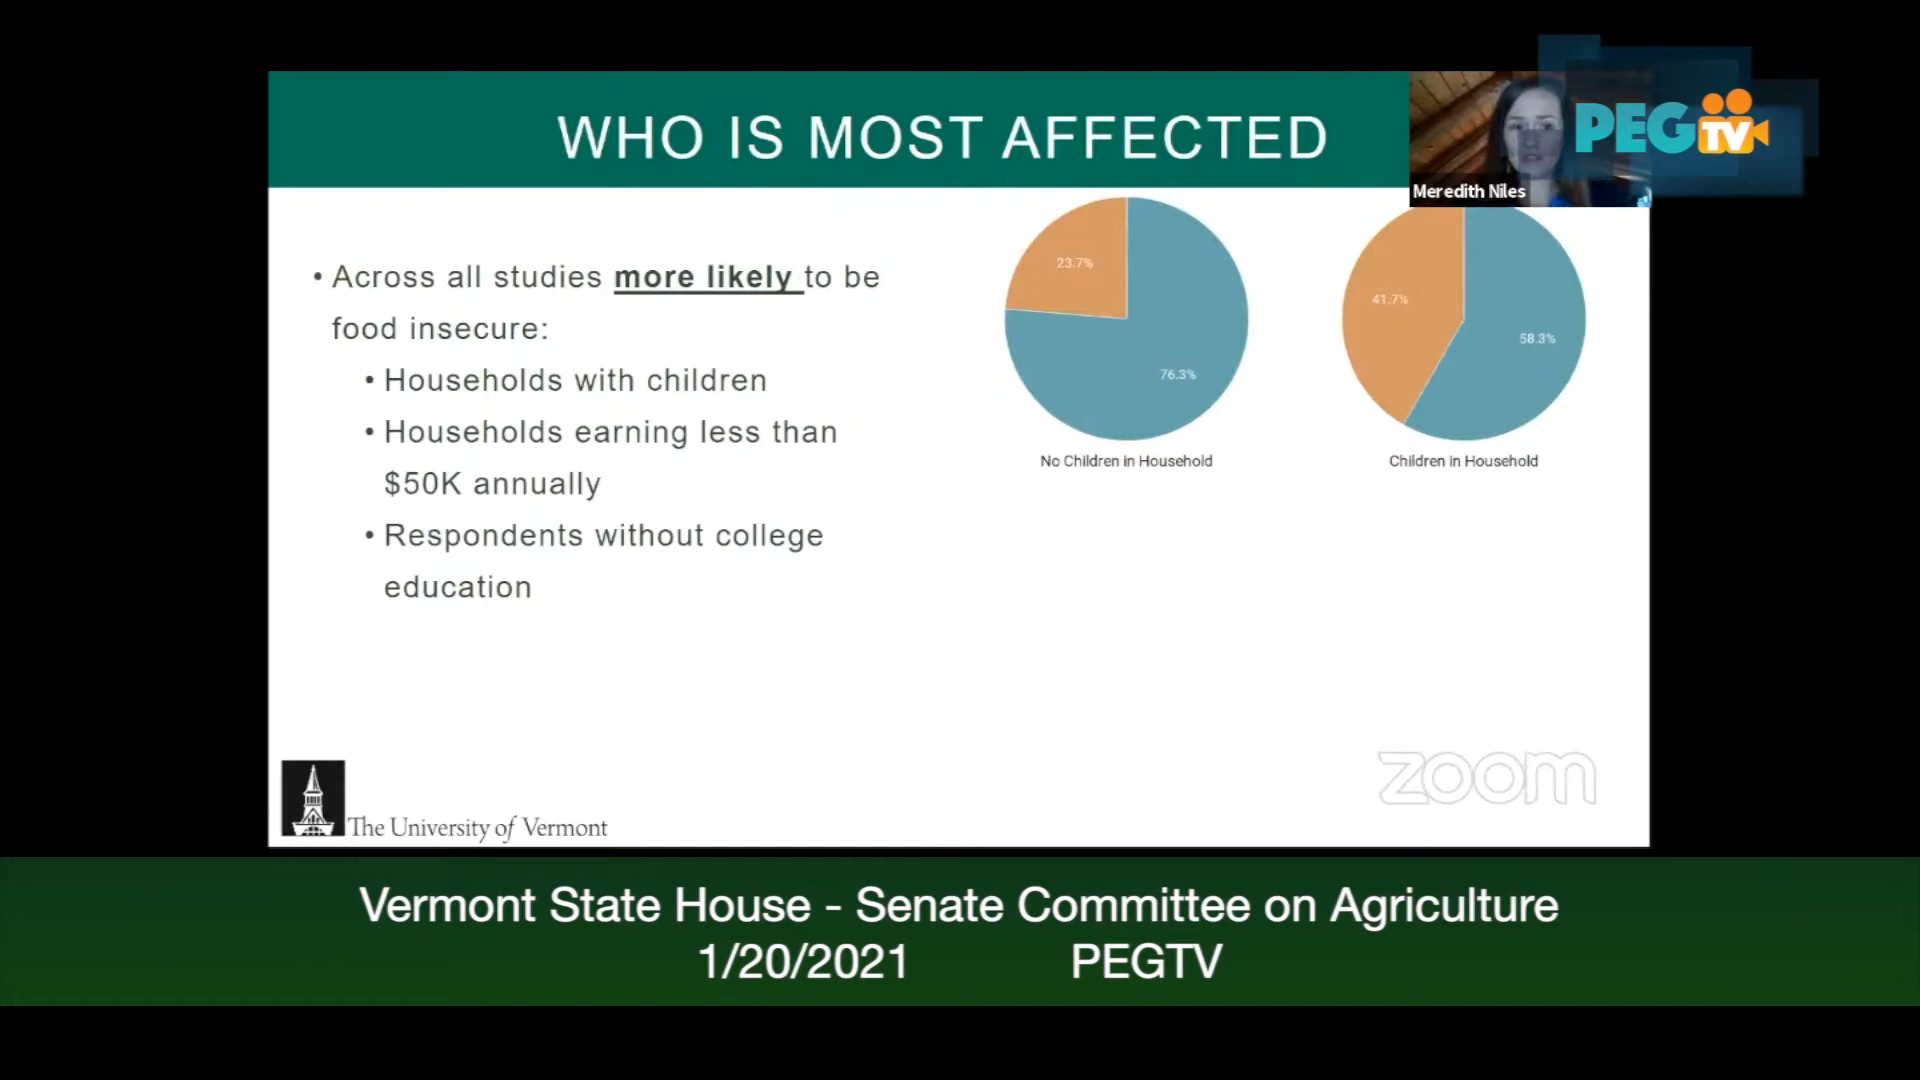 WHO IS MOST AFFECTED
PEG TV
Meredith Niles
• Across all studies more likely to be
food insecure:
• Households with children
• Households earning less than
$50K annually
• Respondents without college
education
23.7%
76.3%
No Children in Household
41.7%
58.3%
Children in Household
zoom
The University of Vermont
Vermont State House - Senate Committee on Agriculture
1/20/2021 PEGTV